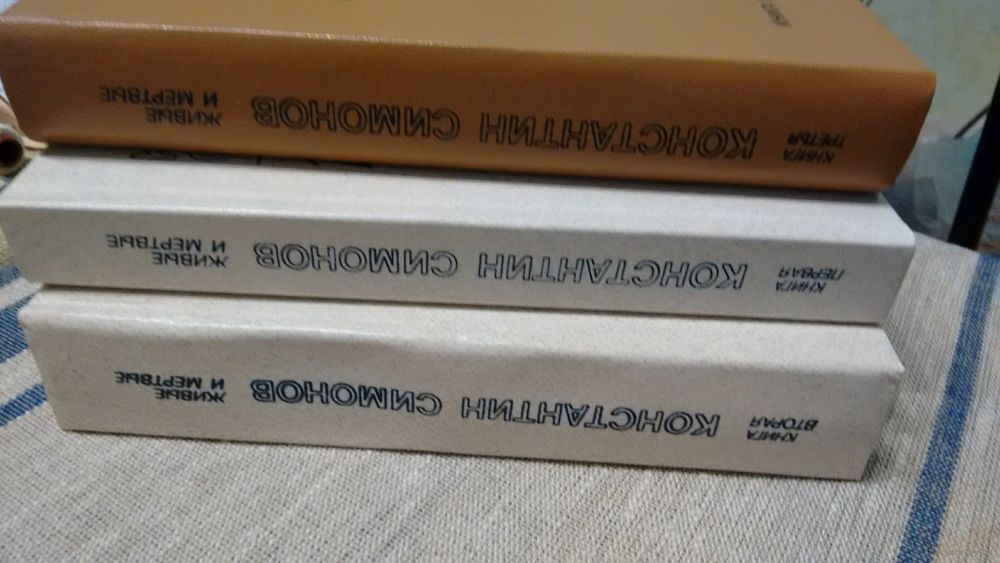 КНИГА
ТРЕТЬЯ
КОНСТАНТИН СИМОНОВ
ЖИВЫЕ
И МЕРТВЫЕ
КНИГА
ПЕРВАЯ
КОНСТАНТИН СИМОНОВ
ЖИВЫЕ
И МЕРТВЫЕ
КНИГА
ВТОРАЯ
КОНСТАНТИН СИМОНОВ
ЖИВЫЕ
И МЕРТВЫЕ